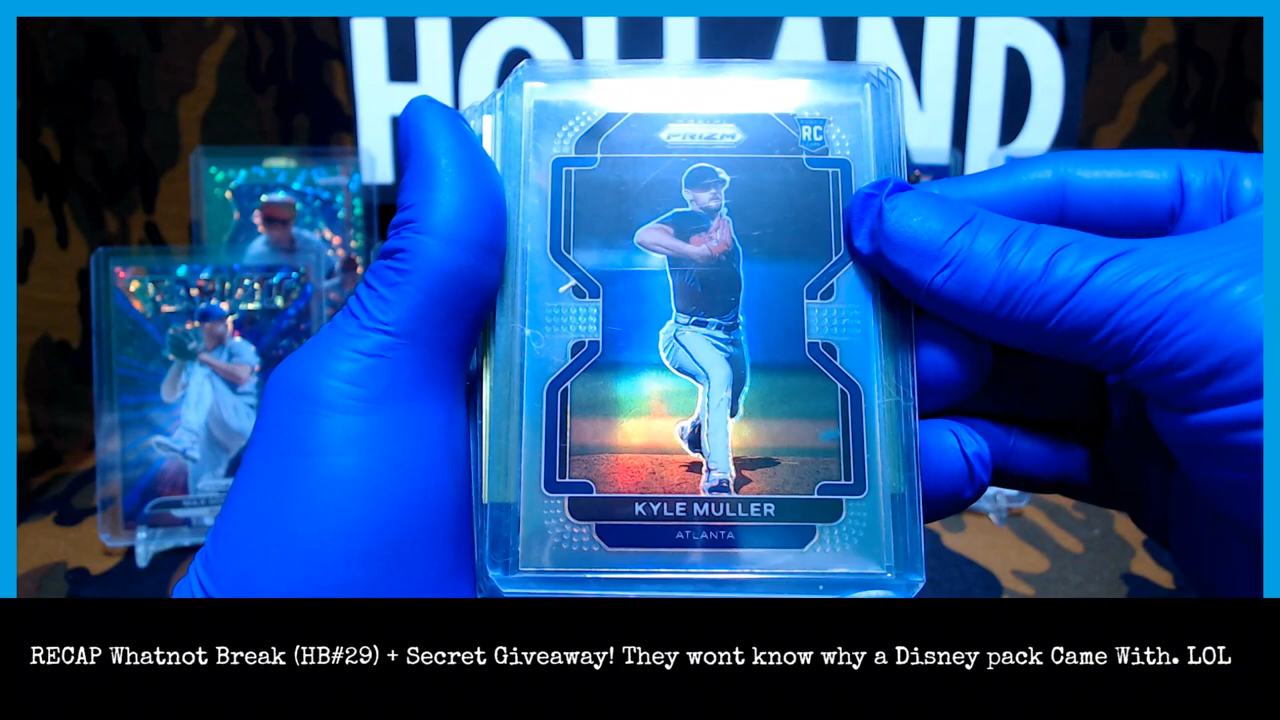 HOLLAND
PRIZM
RC
KYLE MULLER
ATLANTA
RECAP Whatnot Break (HB#29) + Secret Giveaway! They wont know why a Disney pack Came With. LOL